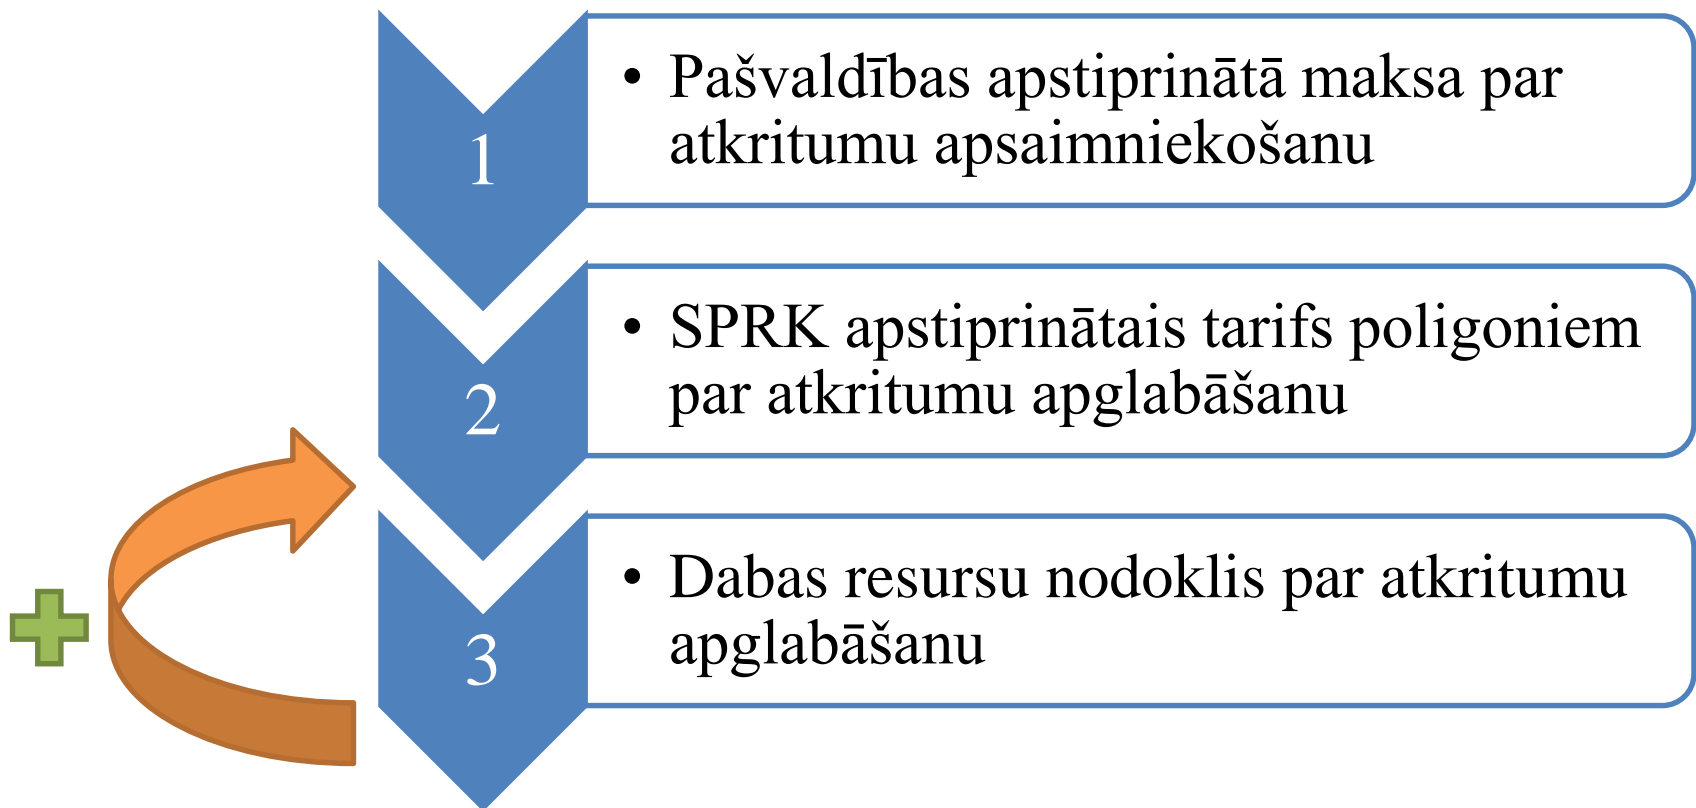 1
• Pašvaldības apstiprinātā maksa par
atkritumu apsaimniekošanu
2
• SPRK apstiprinātais tarifs poligoniem
par atkritumu apglabāšanu
3
• Dabas resursu nodoklis par atkritumu
apglabāšanu